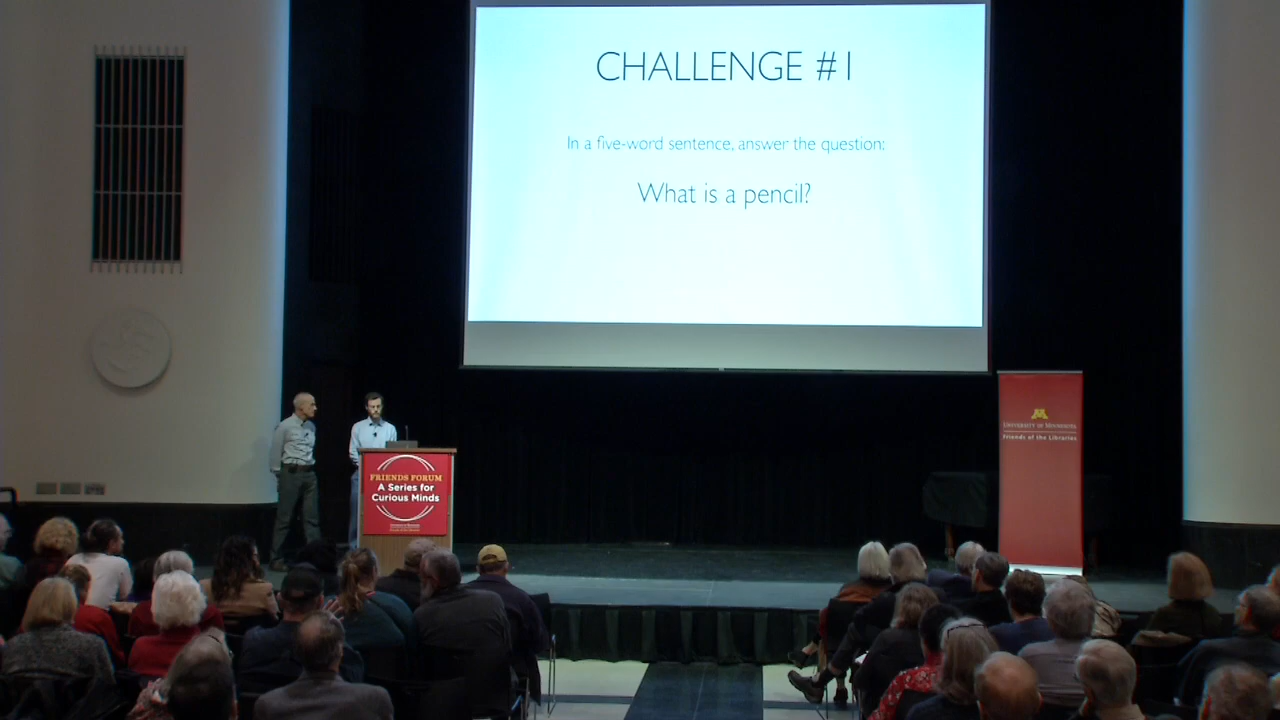 CHALLENGE #1
In a five-word sentence, answer the question:
What is a pencil?
FRIENDS FORUM
A Series for
Curious Minds
UNIVERSITY OF MINNESOTA
Friends of the Libraries